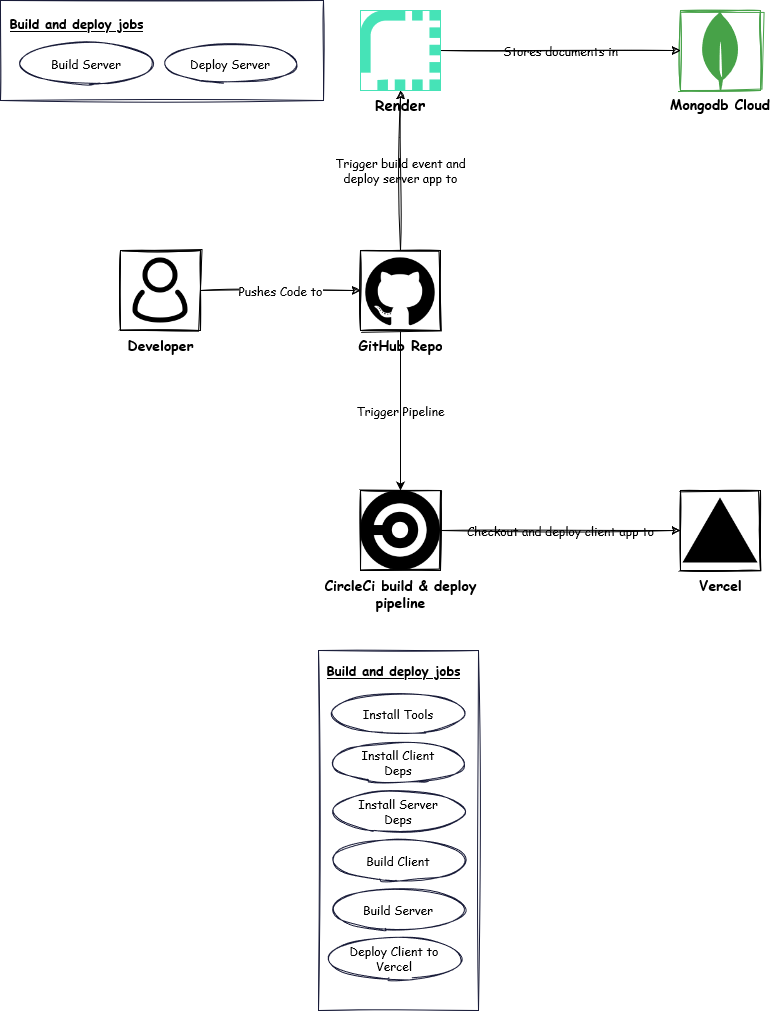 Build and deploy jobs
Build Server
Deploy Server
Render
Stores documents in
Mongodb Cloud
Trigger build event and
deploy server app to
Developer
Pushes Code to
GitHub Repo
Trigger Pipeline
CircleCi build & deploy
pipeline
Checkout and deploy client app to
Vercel
Build and deploy jobs
Install Tools
Install Client
Deps
Install Server
Deps
Build Client
Build Server
Deploy Client to
Vercel